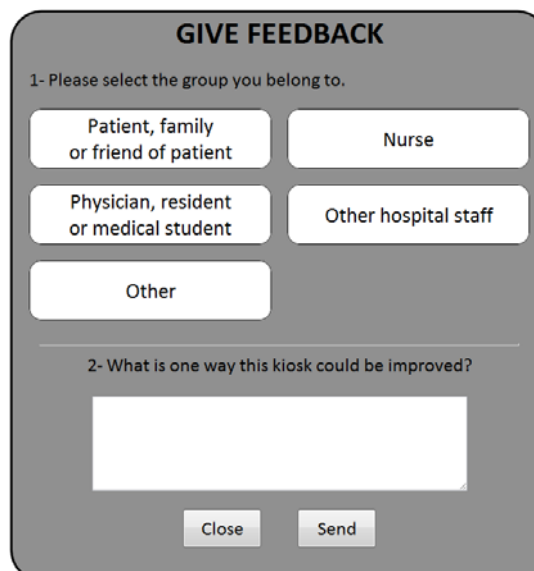 GIVE FEEDBACK
1- Please select the group you belong to.
Patient, family
or friend of patient
Nurse
Physician, resident
or medical student
Other hospital staff
Other
2- What is one way this kiosk could be improved?
Close
Send